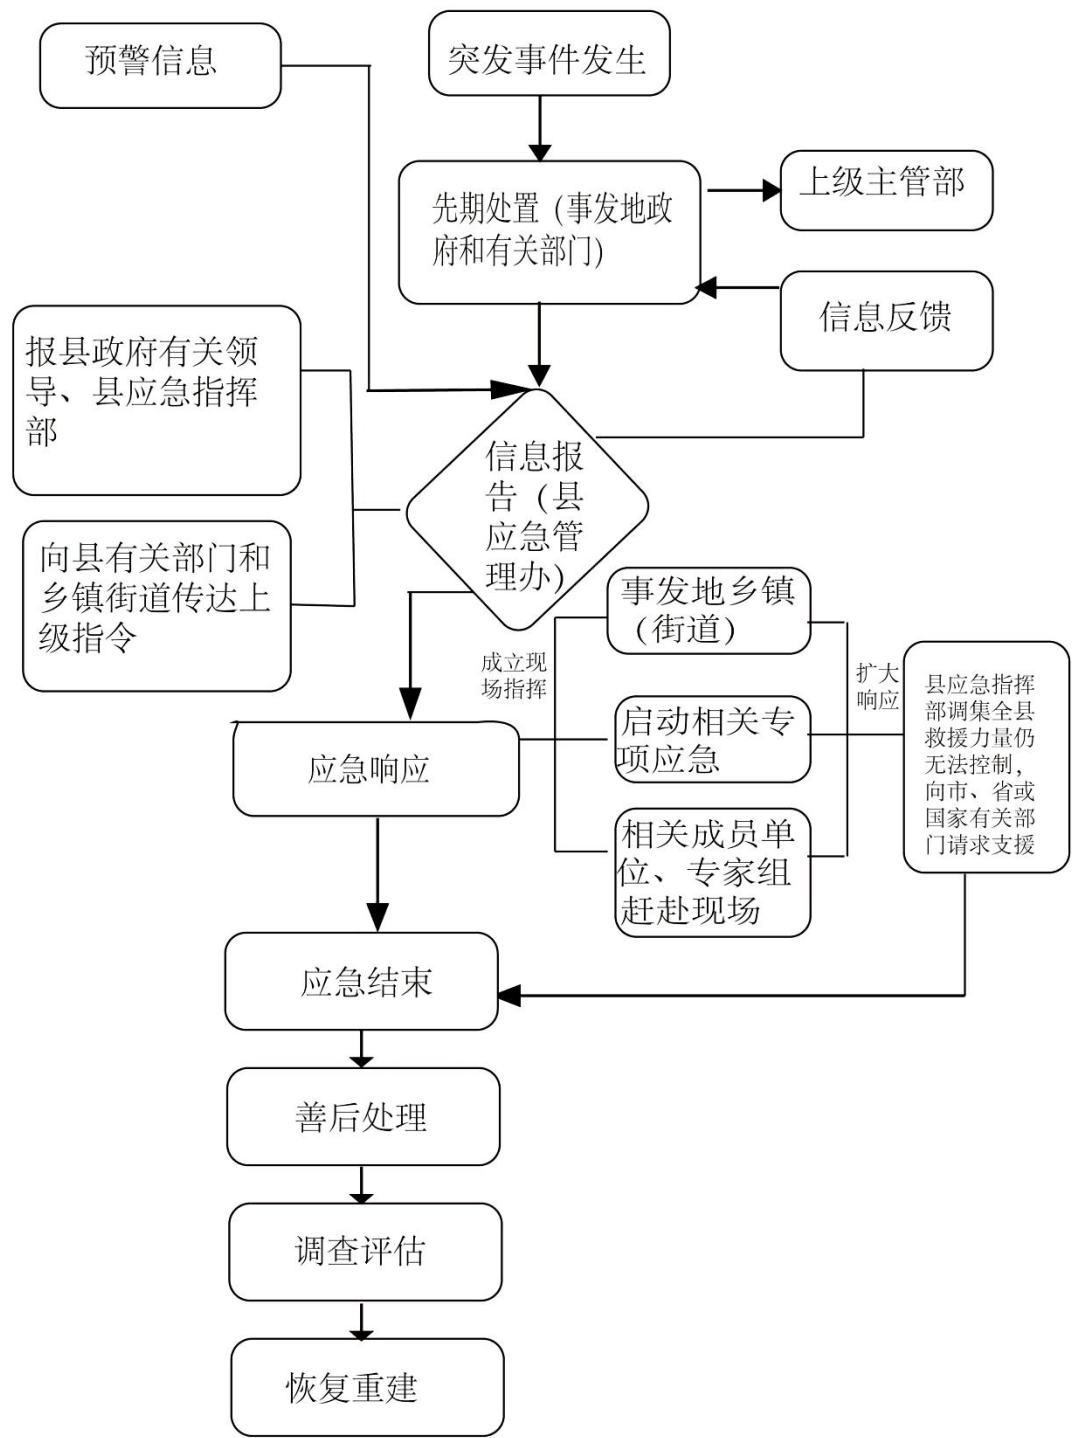 预警信息
突发事件发生
先期处置（事发地政
府和有关部门）
上级主管部
信息反馈
报县政府有关领
导、县应急指挥
部
信息报
告（县
应急管
理办）
向县有关部门和
乡镇街道传达上
级指令
事发地乡镇
（街道）
成立现
场指挥
扩大
响应
启动相关专
项应急
县应急指挥
部调集全县
救援力量仍
无法控制，
向市、省或
国家有关部
门请求支援
应急响应
相关成员单
位、专家组
赶赴现场
应急结束
善后处理
调查评估
恢复重建